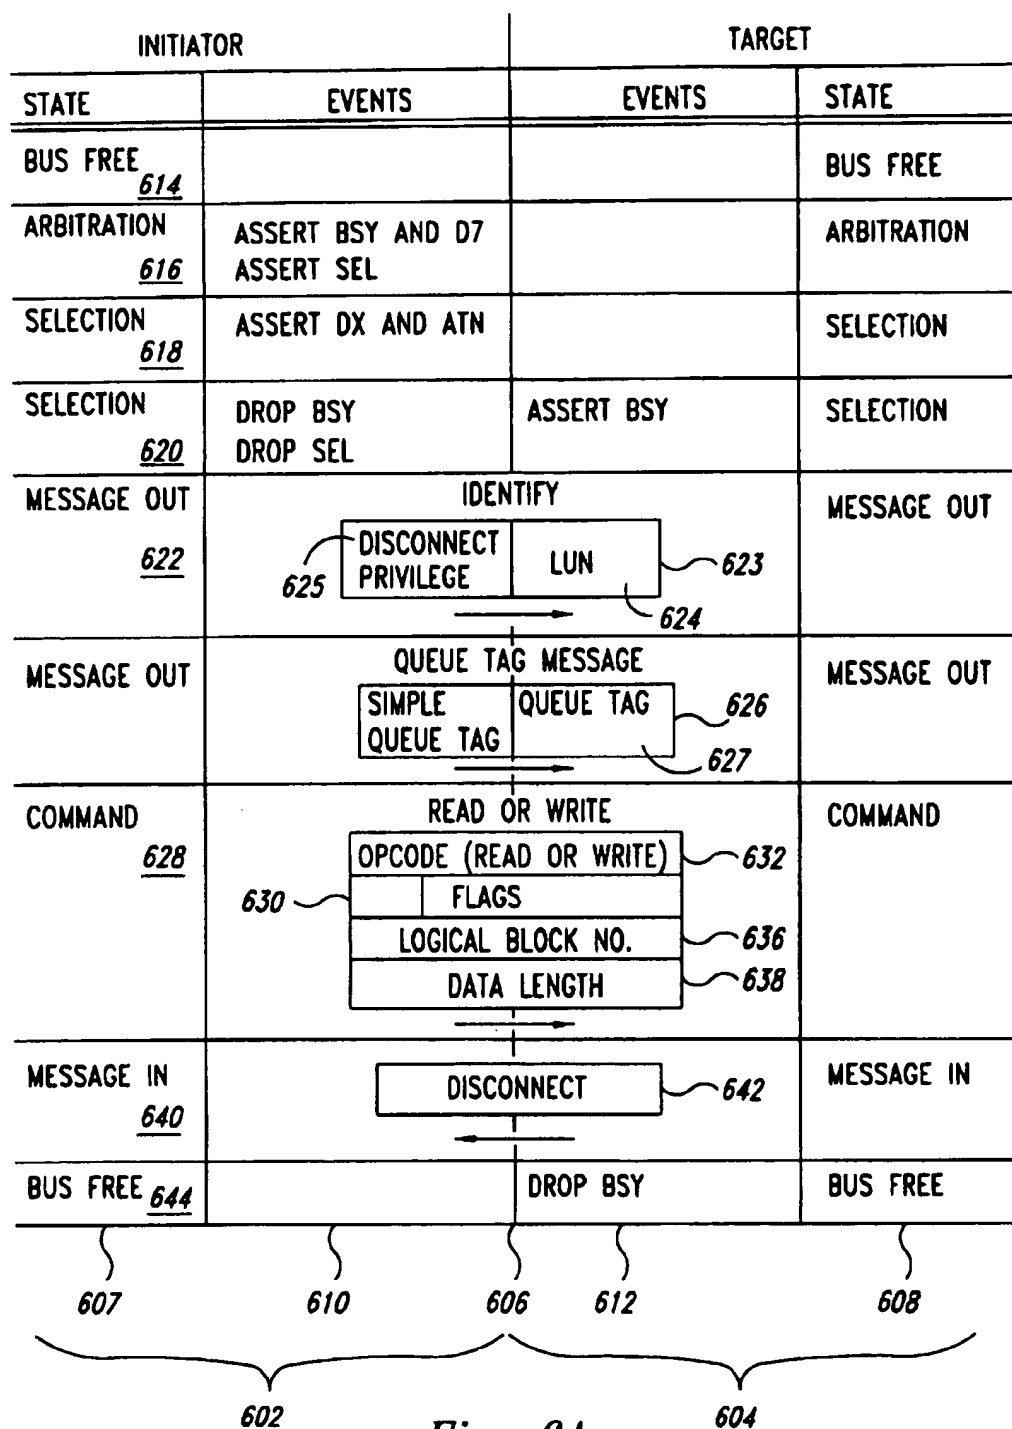 INITIATOR TARGET
STATE EVENTS EVENTS STATE
BUS FREE 614 BUS FREE
ARBITRATION 616 ASSERT BSY AND D7 ARBITRATION
ASSERT SEL
SELECTION 618 ASSERT DX AND ATN SELECTION
SELECTION 620 DROP BSY ASSERT BSY SELECTION
DROP SEL
MESSAGE OUT 622 IDENTIFY MESSAGE OUT
DISCONNECT PRIVILEGE LUN 623
625 624
MESSAGE OUT QUEUE TAG MESSAGE MESSAGE OUT
SIMPLE QUEUE TAG QUEUE TAG 626
627
COMMAND 628 READ OR WRITE COMMAND
OPCODE (READ OR WRITE) 632
630 FLAGS
LOGICAL BLOCK NO. 636
DATA LENGTH 638
MESSAGE IN 640 DISCONNECT 642 MESSAGE IN
BUS FREE 644 DROP BSY BUS FREE
607 610 606 612 608
602 604